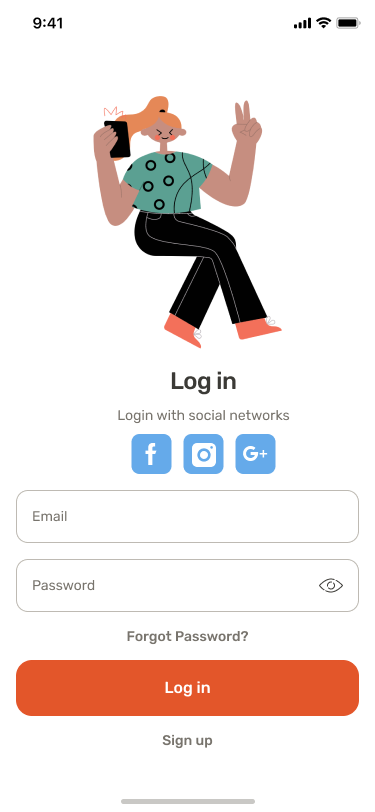 9:41
Log in
Login with social networks
f
G+
Email
Password
Forgot Password?
Log in
Sign up